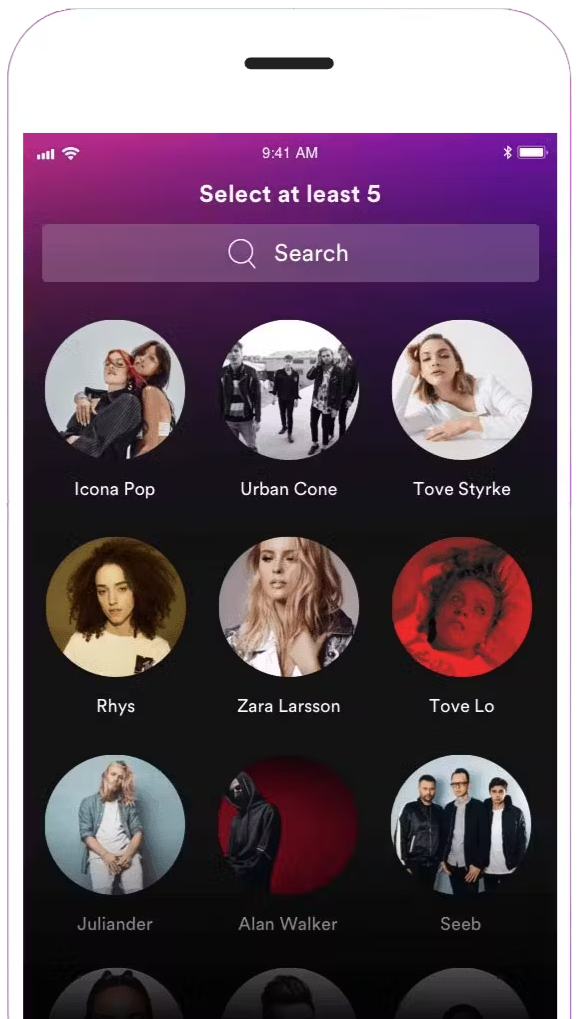 9:41 AM
Select at least 5
Search
Icona Pop
Urban Cone
Tove Styrke
Rhys
Zara Larsson
Tove Lo
Juliander
Alan Walker
Seeb